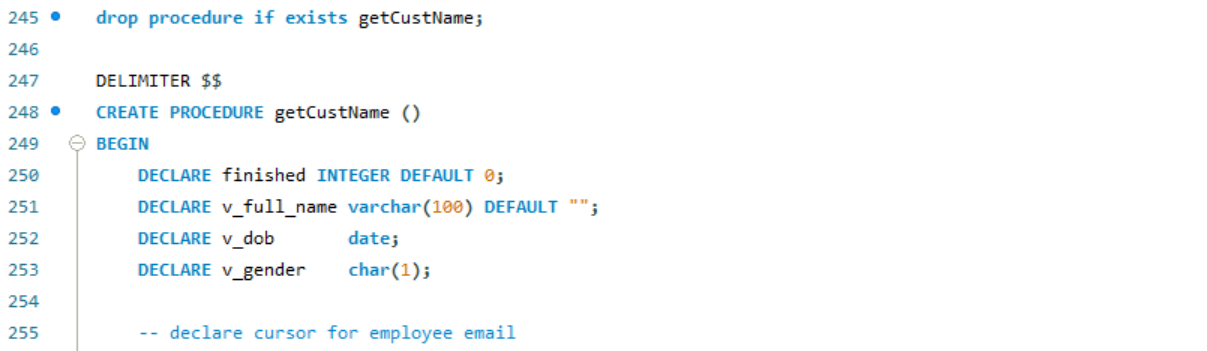 245 drop procedure if exists getCustName;
246
247 DELIMITER $$
248 CREATE PROCEDURE getCustName ()
249 BEGIN
250 DECLARE finished INTEGER DEFAULT 0;
251 DECLARE v_full_name varchar(100) DEFAULT "";
252 DECLARE v_dob date;
253 DECLARE v_gender char(1);
254
255 -- declare cursor for employee email